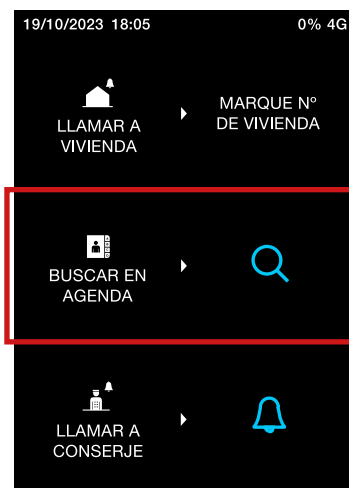 19/10/2023 18:05 0% 4G
LLAMAR A
VIVIENDA
MARQUE Nº
DE VIVIENDA
BUSCAR EN
AGENDA
LLAMAR A
CONSERJE